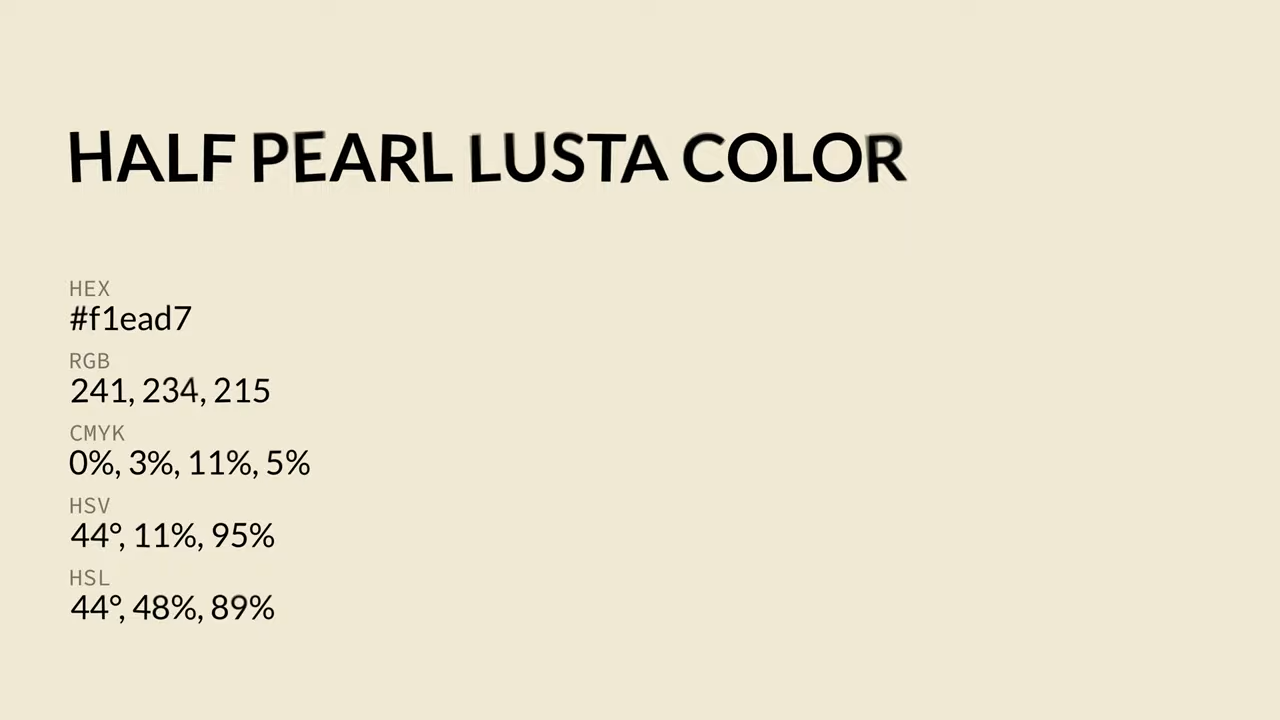 HALF PEARL LUSTA COLOR
HEX
#f1ead7
RGB
241, 234, 215
CMYK
0%, 3%, 11%, 5%
HSV
44°, 11%, 95%
HSL
44°, 48%, 89%